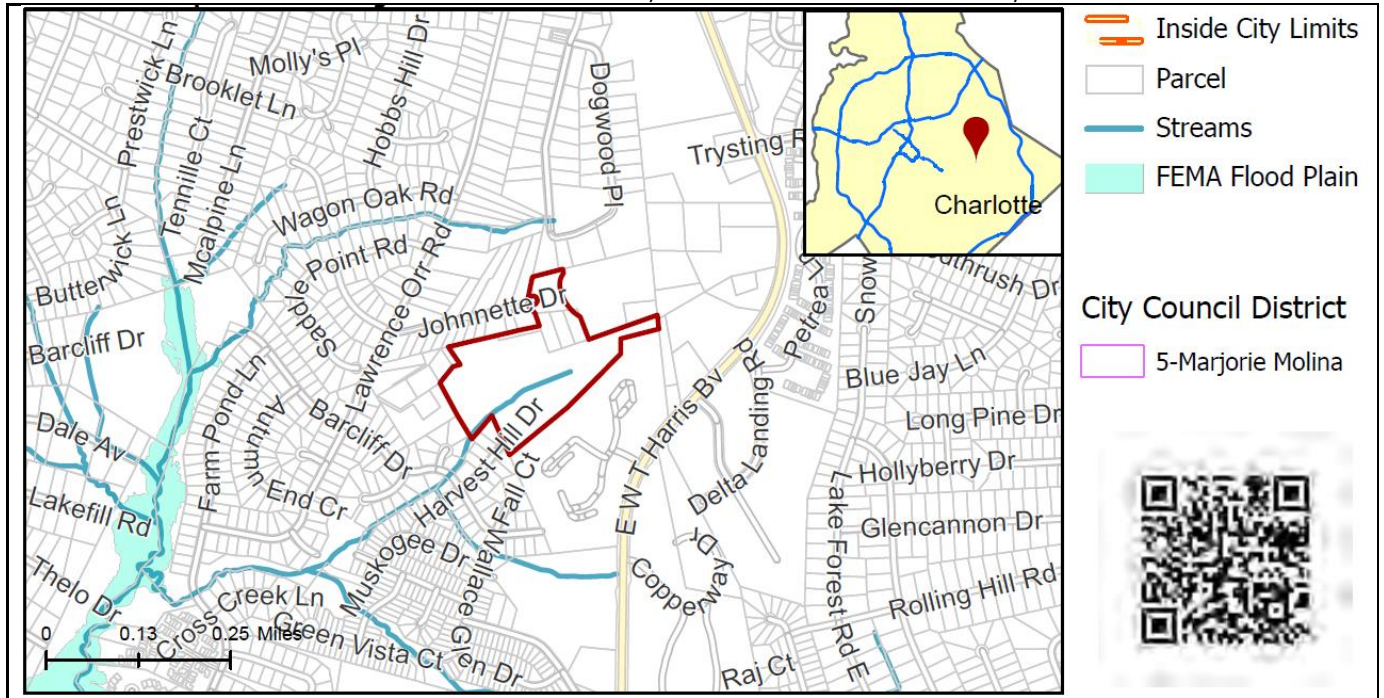 Prestwick Ln
Tennille Ct
Mcalpine Ln
Brooklet Ln
Molly's Pl
Hobbs Hill Dr
Dogwood Pl
Trysting R
Wagon Oak Rd
Butterwick Ln
Saddle Point Rd
Lawrence Orr Rd
Johnnette Dr
Barcliff Dr
Farm Pond Ln
Autumn End Cr
Barcliff Dr
Dale Av
Lakefill Rd
Thelo Dr
Harvest Hill Dr
Wallace Glen Dr
Fall Ct
Muskogee Dr
Cross Creek Ln
Green Vista Ct
E W T Harris Bv
Delta Landing Rd
Copperway Dr
Petrea Ln
Snow
uthrush Dr
Blue Jay Ln
Long Pine Dr
Hollyberry Dr
Glencannon Dr
Lake Forest Rd E
Rolling Hill Rd
Raj Ct
0 0.13 0.25 Miles
Charlotte
Inside City Limits
Parcel
Streams
FEMA Flood Plain
City Council District
5-Marjorie Molina